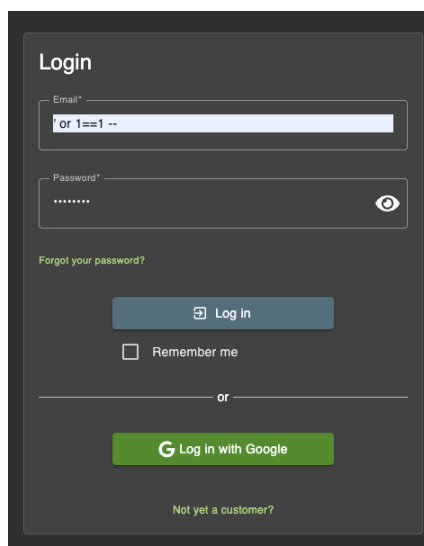 Login
Email*
' or 1==1 --
Password*
••••••••
Forgot your password?
Log in
Remember me
or
G Log in with Google
Not yet a customer?